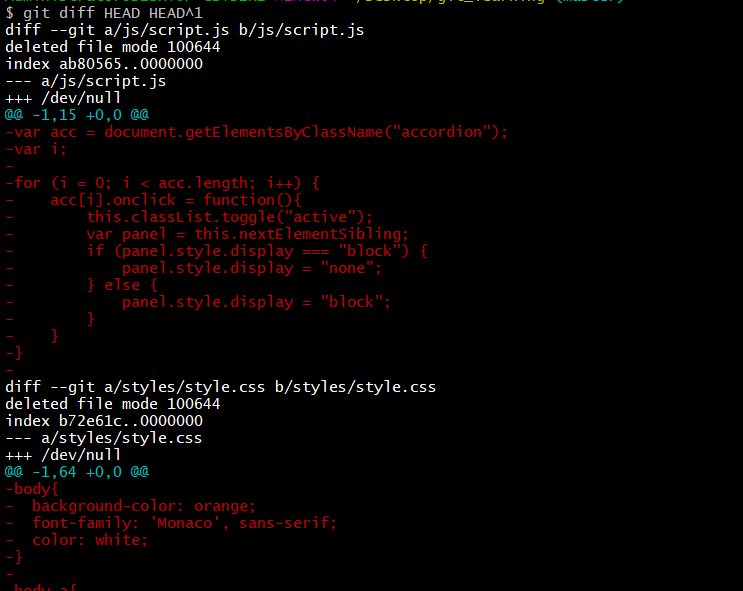 $ git diff HEAD HEAD^1
diff --git a/js/script.js b/js/script.js
deleted file mode 100644
index ab80565..0000000
--- a/js/script.js
+++ /dev/null
@@ -1,15 +0,0 @@
-var acc = document.getElementsByClassName("accordion");
-var i;
-
-for (i = 0; i < acc.length; i++) {
-    acc[i].onclick = function(){
-        this.classList.toggle("active");
-        var panel = this.nextElementSibling;
-        if (panel.style.display === "block") {
-            panel.style.display = "none";
-        } else {
-            panel.style.display = "block";
-        }
-    }
-}
-
diff --git a/styles/style.css b/styles/style.css
deleted file mode 100644
index b72e61c..0000000
--- a/styles/style.css
+++ /dev/null
@@ -1,64 +0,0 @@
-body{
-  background-color: orange;
-  font-family: 'Monaco', sans-serif;
-  color: white;
-}
-
-body a{